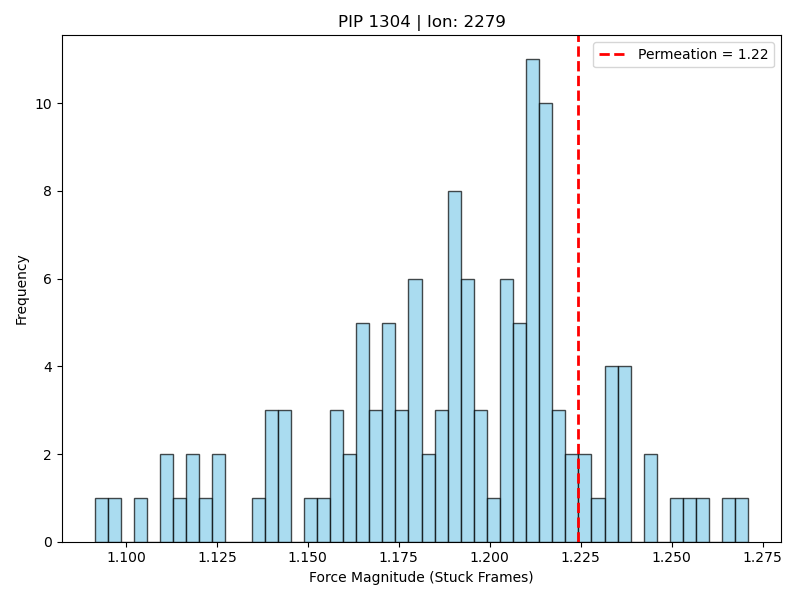 PIP 1304 | Ion: 2279
Permeation = 1.22
Frequency
10
8
6
4
2
0
1.100 1.125 1.150 1.175 1.200 1.225 1.250 1.275
Force Magnitude (Stuck Frames)